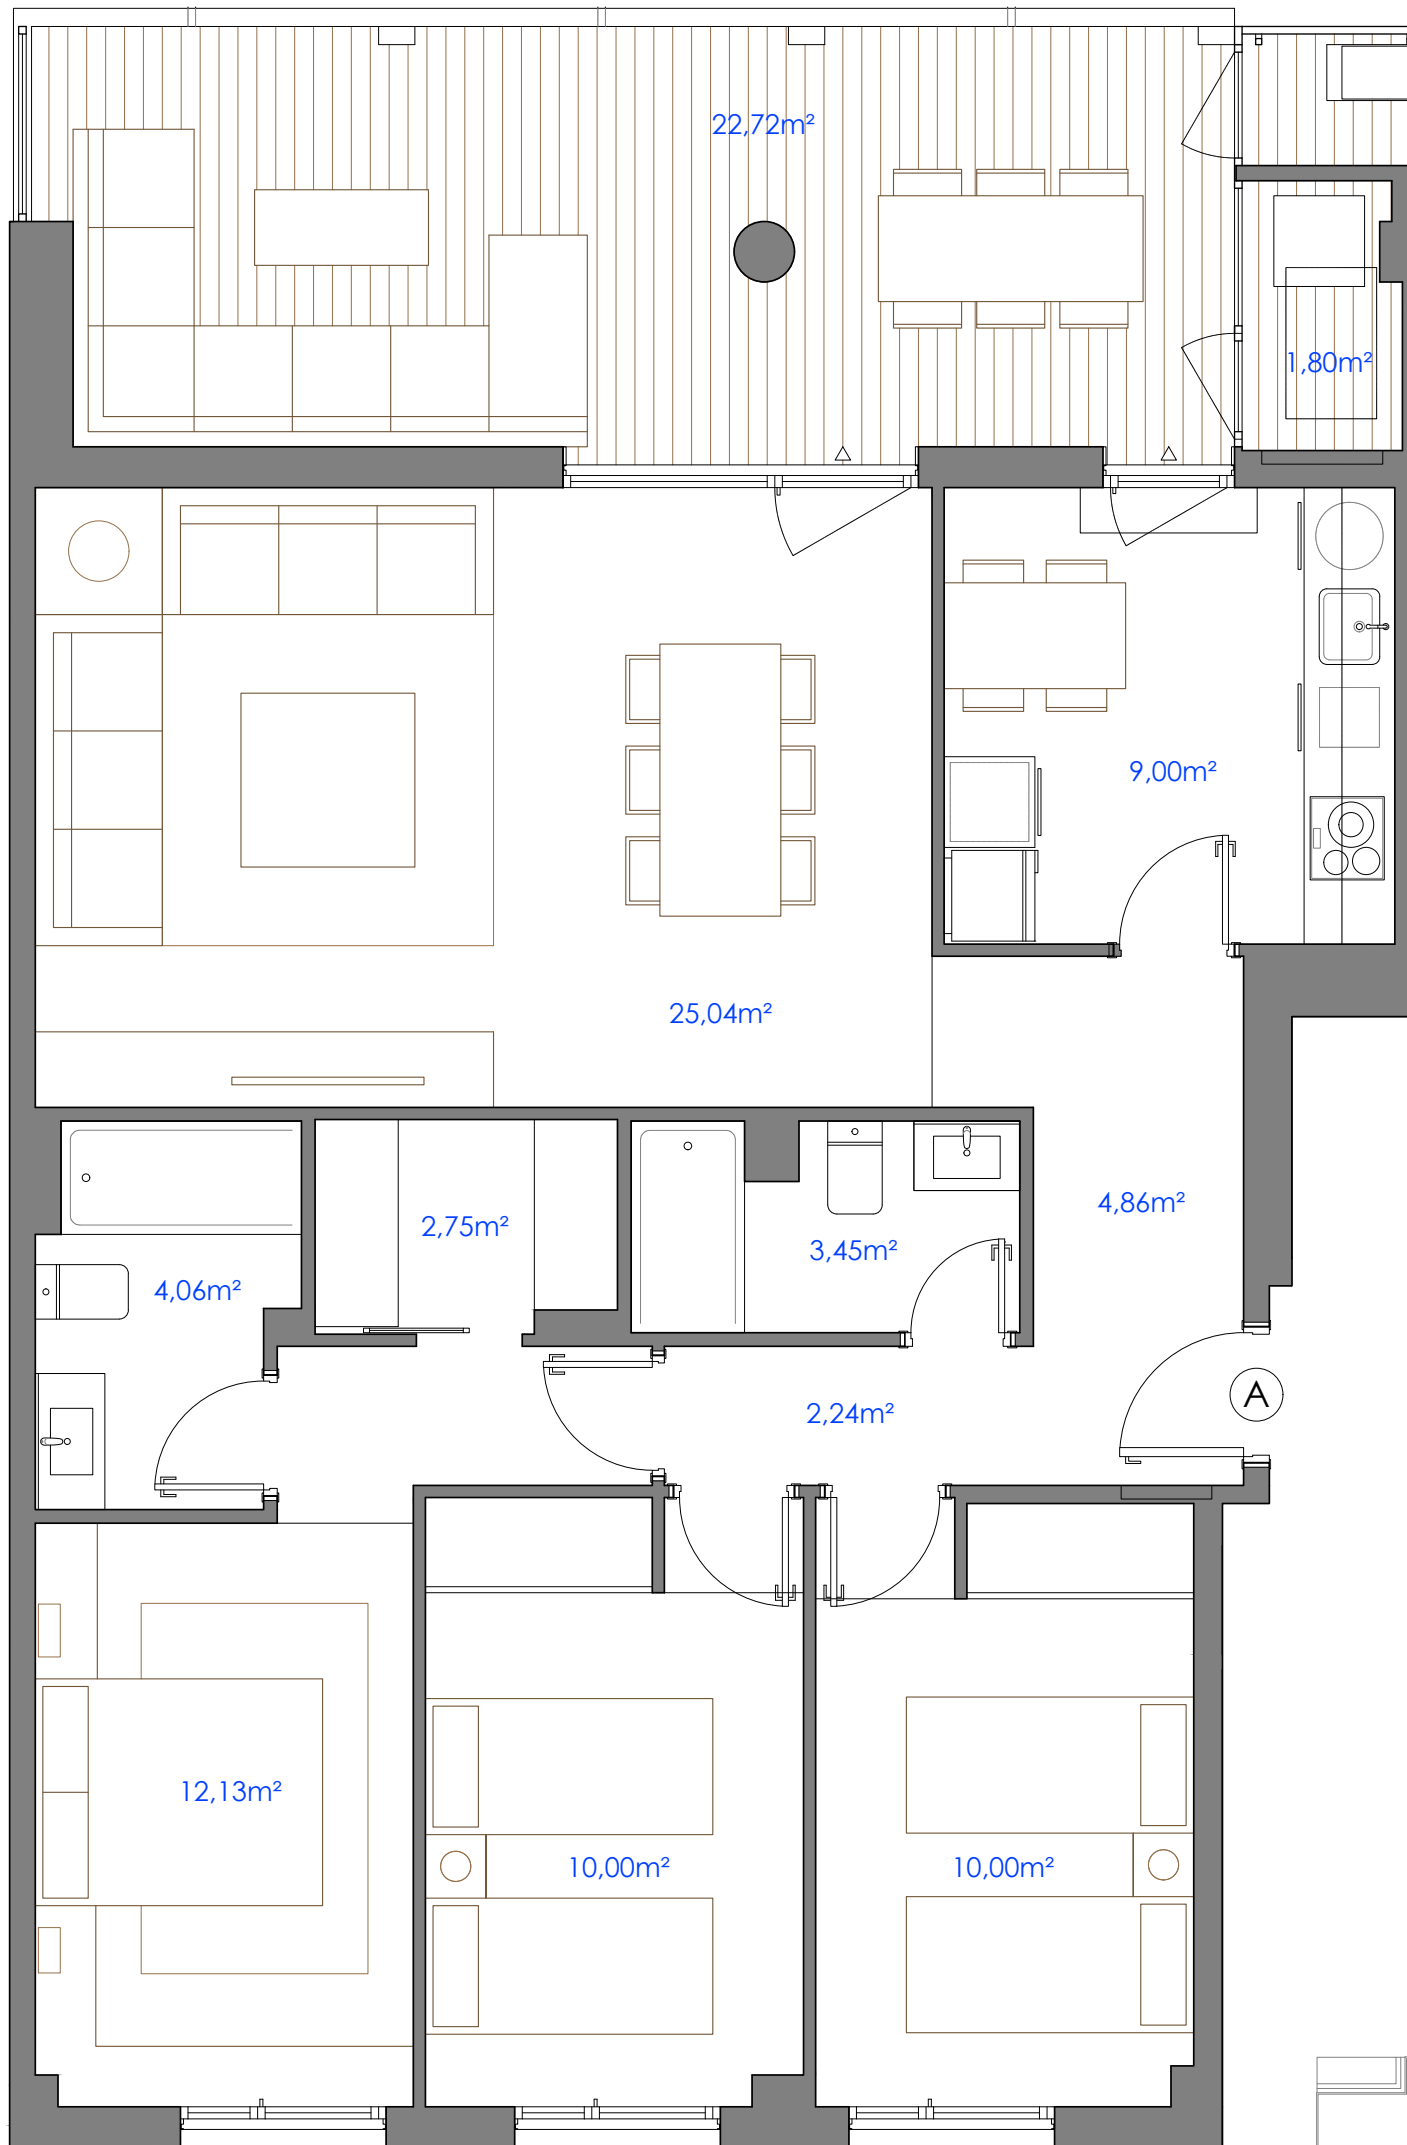 22,72m²
1,80m²
9,00m²
25,04m²
4,86m²
2,75m²
3,45m²
4,06m²
A
2,24m²
12,13m²
10,00m²
10,00m²